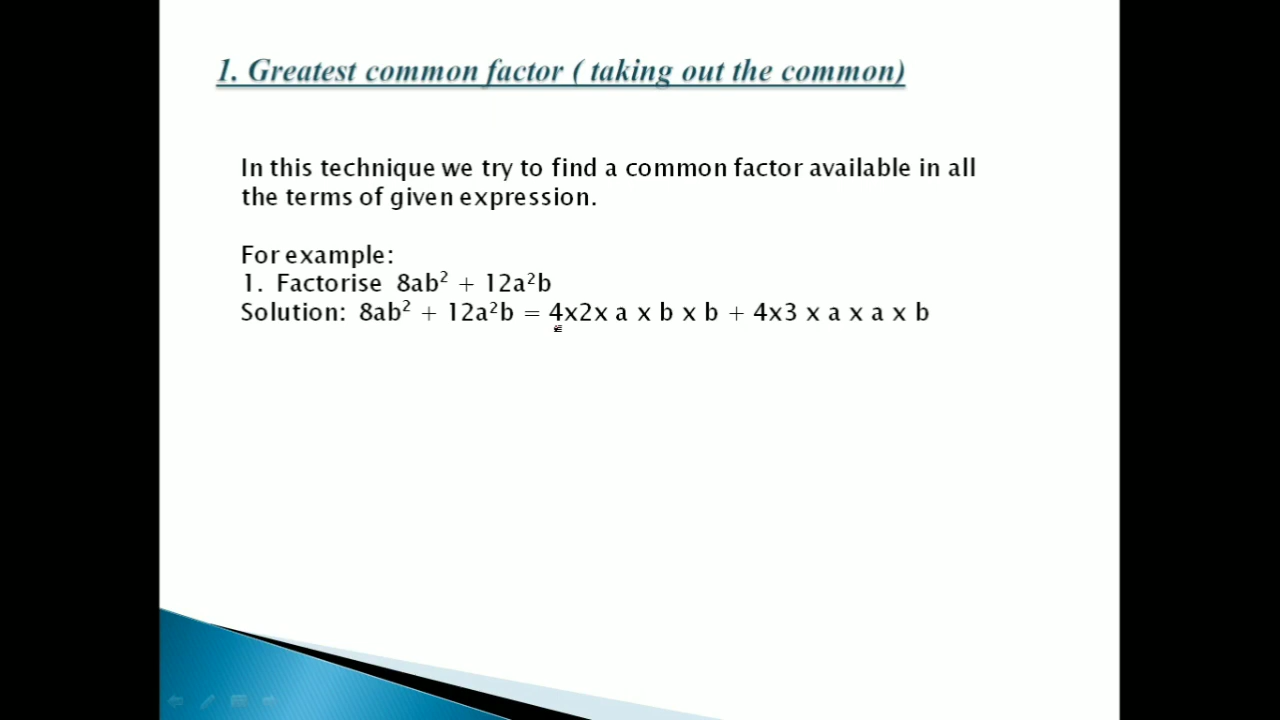 1. Greatest common factor ( taking out the common)
In this technique we try to find a common factor available in all
the terms of given expression.
For example:
1. Factorise 8ab² + 12a²b
Solution: 8ab² + 12a²b = 4x2x a x b x b + 4x3 x a x a x b